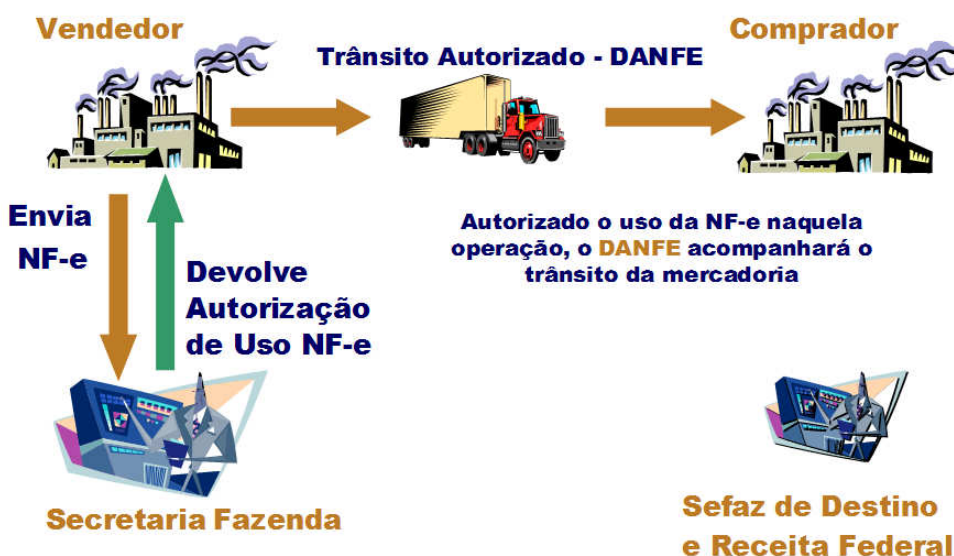 Vendedor
Comprador
Trânsito Autorizado - DANFE
Envia
NF-e
Devolve
Autorização
de Uso NF-e
Autorizado o uso da NF-e naquela
operação, o DANFE acompanhará o
trânsito da mercadoria
Secretaria Fazenda
Sefaz de Destino
e Receita Federal